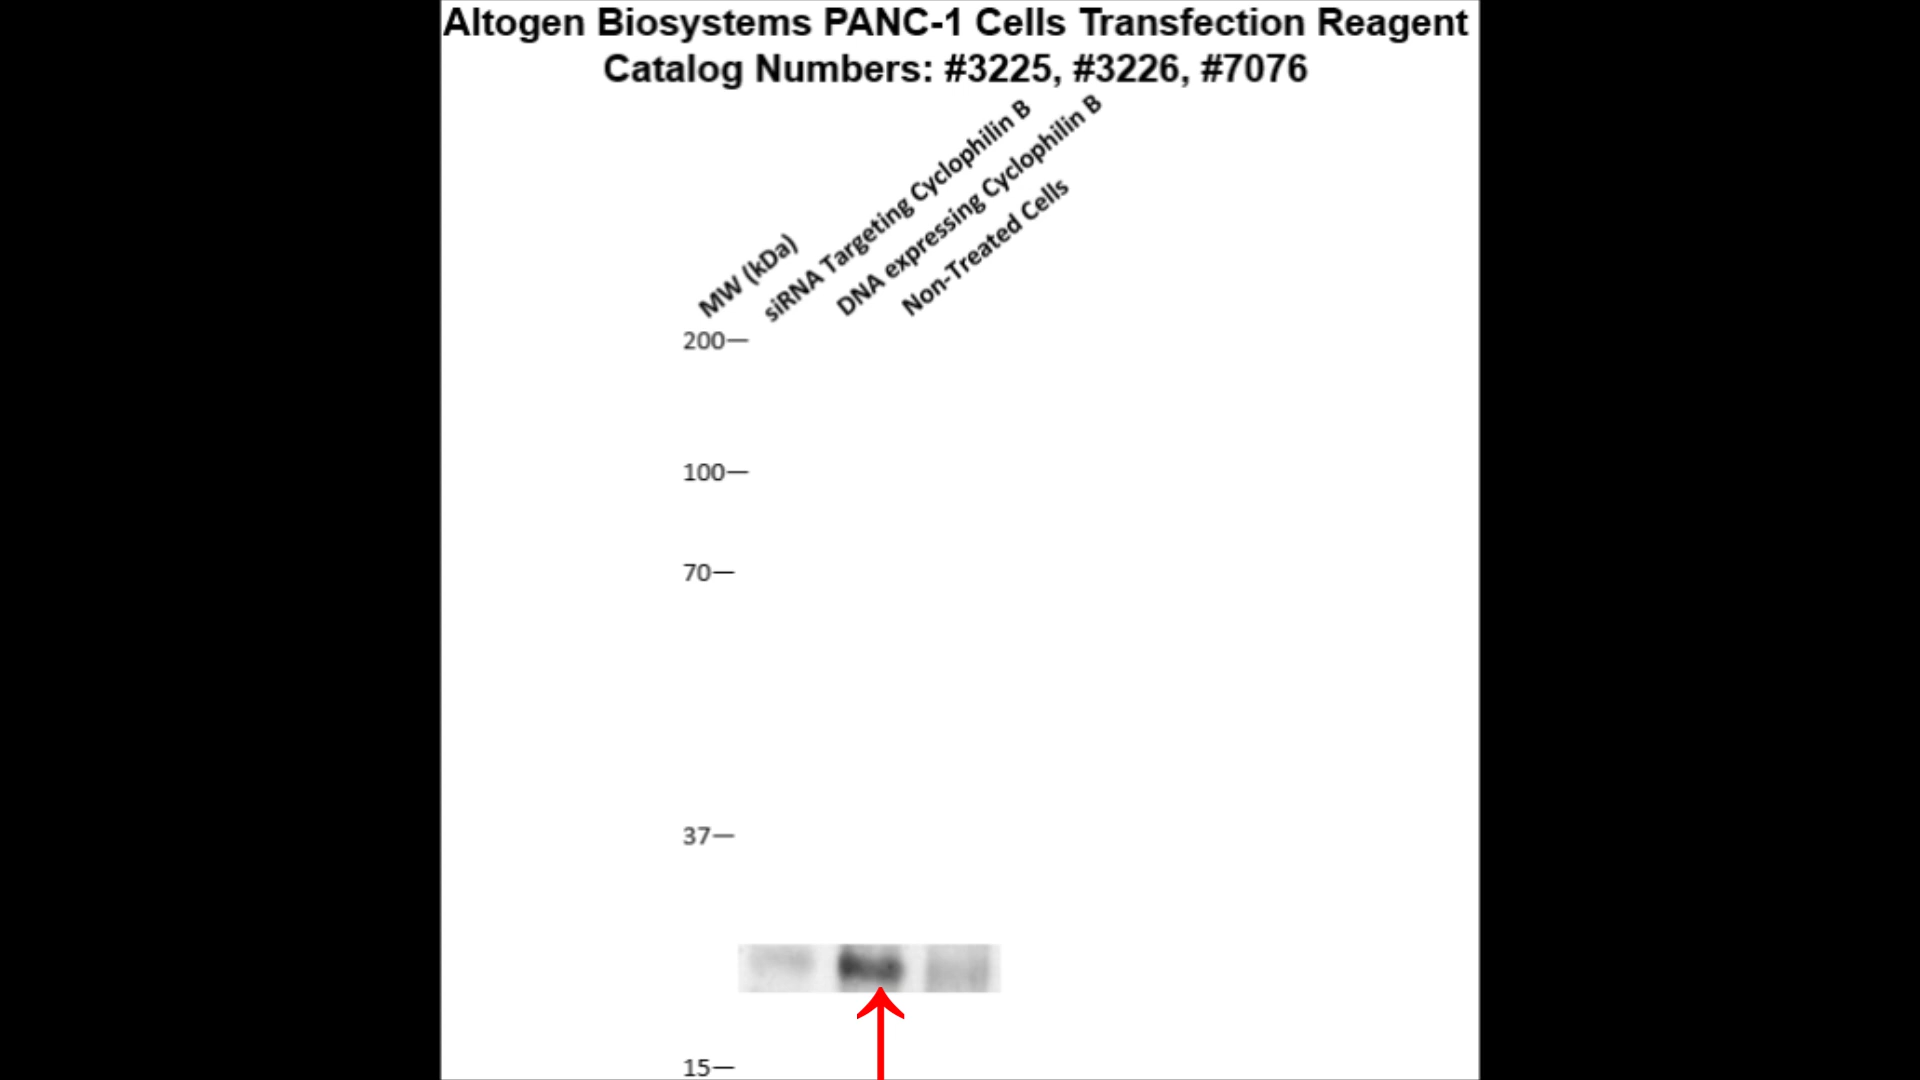 Altogen Biosystems PANC-1 Cells Transfection Reagent
Catalog Numbers: #3225, #3226, #7076
MW (kDa)
siRNA Targeting Cyclophilin B
DNA expressing Cyclophilin B
Non-Treated Cells
200
100
70
37
15